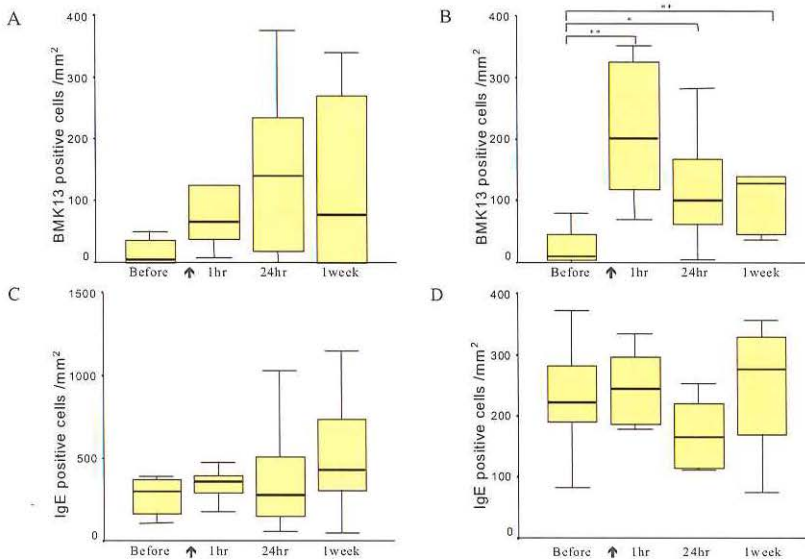 A
BMK13 positive cells /mm²
400
300
200
100
0
Before
1hr
24hr
1week
B
BMK13 positive cells /mm²
400
300
200
100
0
**
*
Before
1hr
24hr
1week
C
IgE positive cells /mm²
1500
1000
500
0
Before
1hr
24hr
1week
D
IgE positive cells /mm²
400
300
200
100
0
Before
1hr
24hr
1week